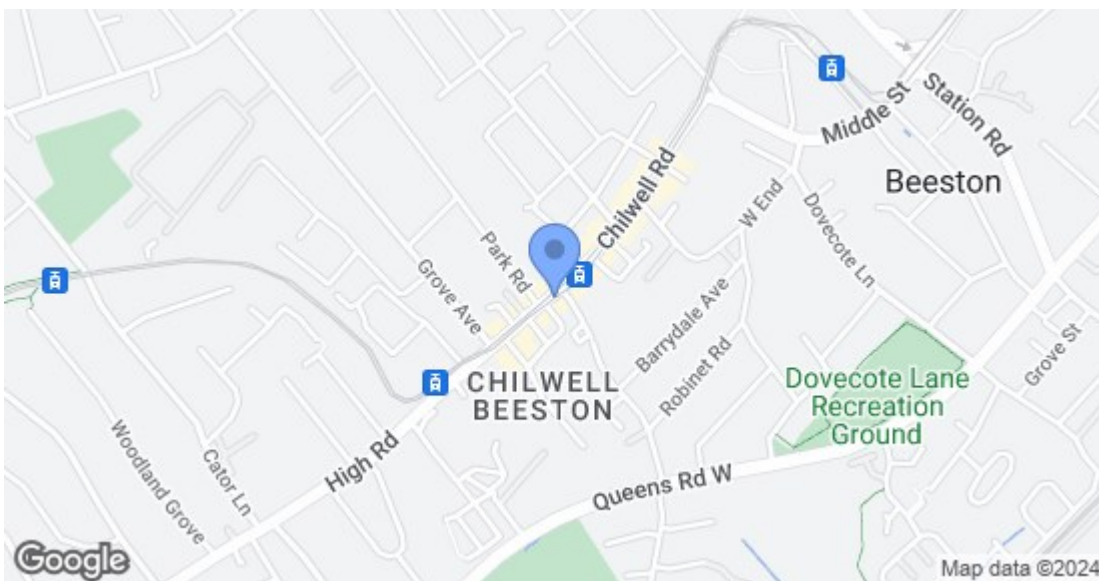 Middle St
Station Rd
Beeston
Chilwell Rd
W End
Dovecote Ln
Park Rd
Grove Ave
Barrydale Ave
Robinet Rd
Grove St
CHILWELL
BEESTON
Dovecote Lane
Recreation
Ground
High Rd
Woodland Grove
Cator Ln
Queens Rd W
Google
Map data ©2024